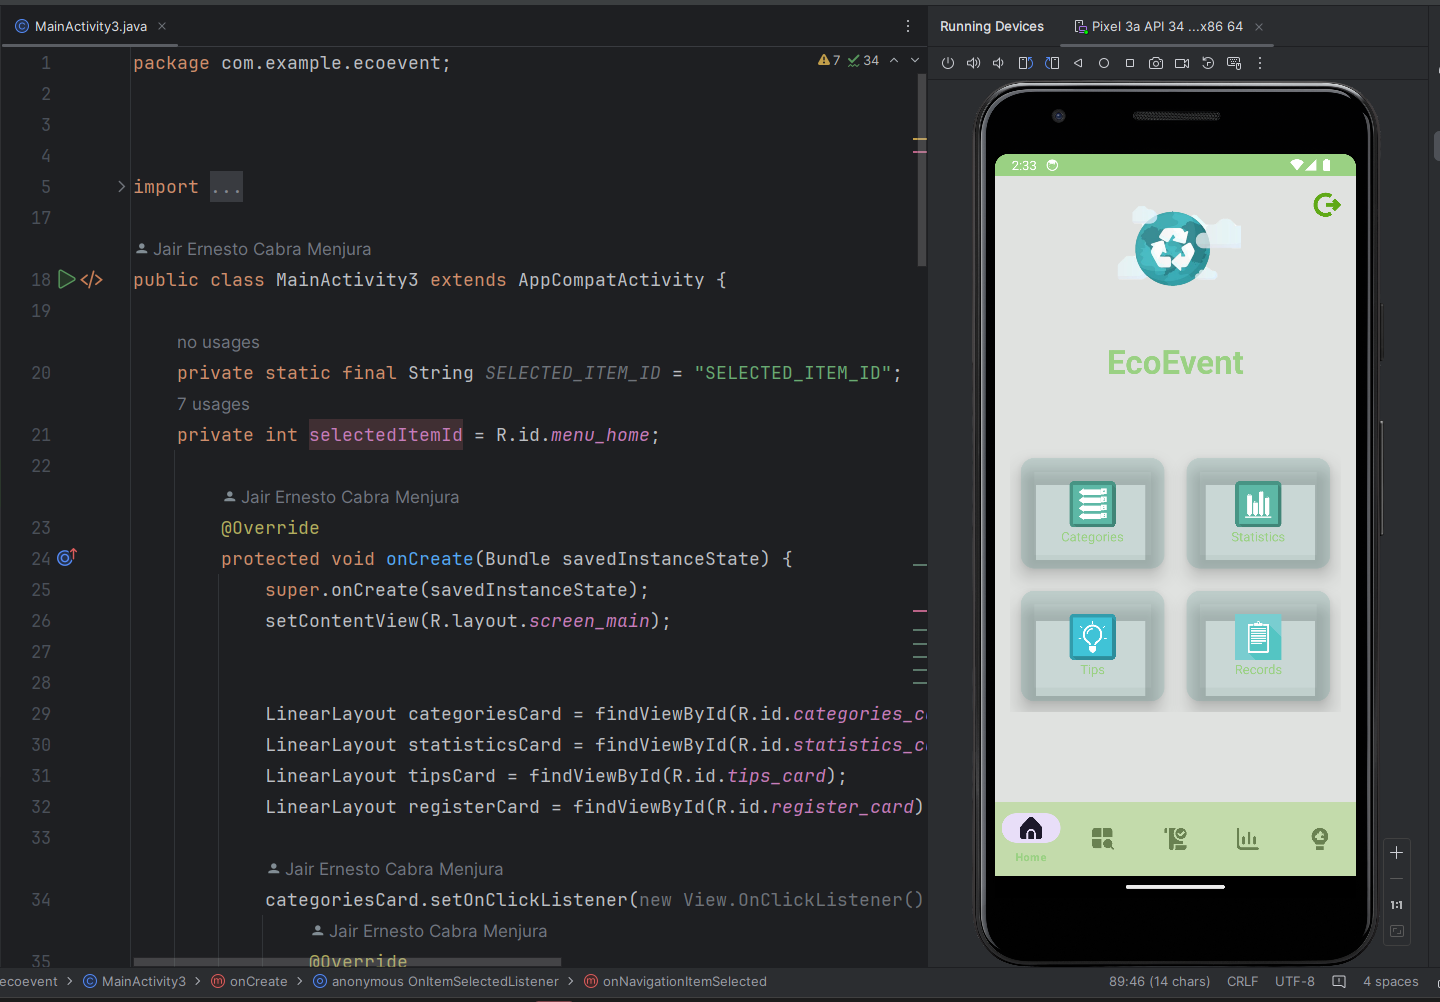 MainActivity3.java
7 34
1 package com.example.ecoevent;
2
3
4
5 import ...
17
Jair Ernesto Cabra Menjura
18 public class MainActivity3 extends AppCompatActivity {
19
no usages
20 private static final String SELECTED_ITEM_ID = "SELECTED_ITEM_ID";
7 usages
21 private int selectedItemId = R.id.menu_home;
22
Jair Ernesto Cabra Menjura
23 @Override
24 protected void onCreate(Bundle savedInstanceState) {
25 super.onCreate(savedInstanceState);
26 setContentView(R.layout.screen_main);
27
28
29 LinearLayout categoriesCard = findViewById(R.id.categories_c
30 LinearLayout statisticsCard = findViewById(R.id.statistics_c
31 LinearLayout tipsCard = findViewById(R.id.tips_card);
32 LinearLayout registerCard = findViewById(R.id.register_card)
33
Jair Ernesto Cabra Menjura
34 categoriesCard.setOnClickListener(new View.OnClickListener()
Jair Ernesto Cabra Menjura
35 @Override
Running Devices
Pixel 3a API 34 ...x86 64
2:33
EcoEvent
Categories
Statistics
Tips
Records
Home
1:1
ecoevent > MainActivity3 > onCreate > anonymous OnItemSelectedListener > onNavigationItemSelected
89:46 (14 chars) CRLF UTF-8 4 spaces